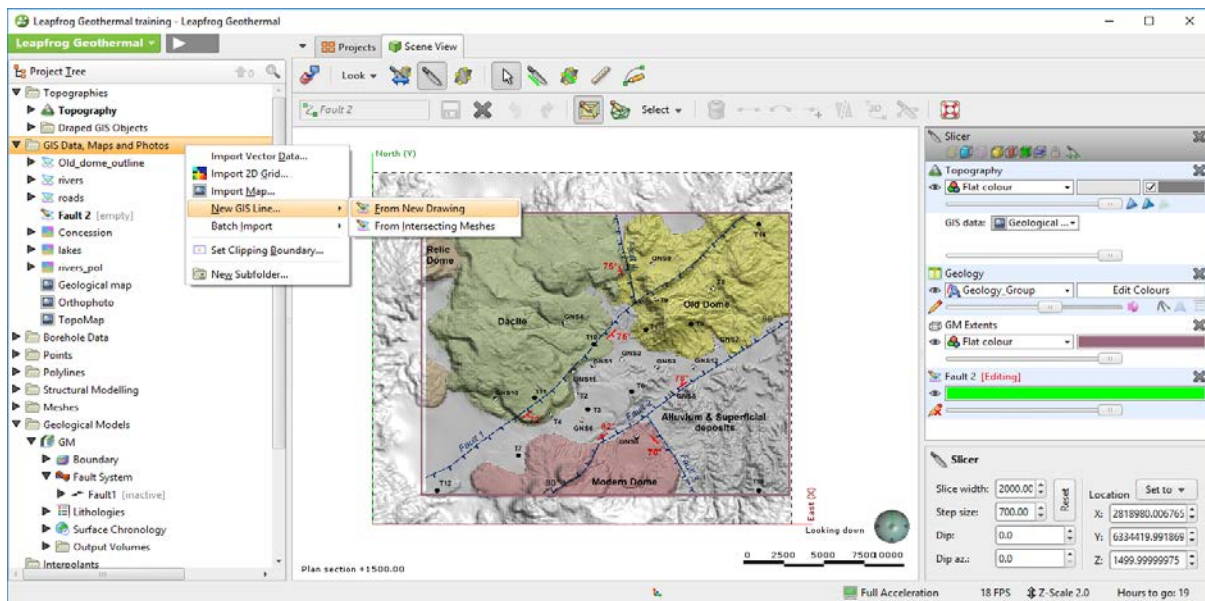 Leapfrog Geothermal training - Leapfrog Geothermal
Leapfrog Geothermal
Projects
Scene View
Project Tree
Look
Fault 2
Select
Topographies
Topography
Draped GIS Objects
GIS Data, Maps and Photos
Old_dome_outline
rivers
roads
Fault 2 [empty]
Concession
lakes
rivers_pol
Geological map
Orthophoto
TopoMap
Borehole Data
Points
Polylines
Structural Modelling
Meshes
Geological Models
GM
Boundary
Fault System
Fault1 [inactive]
Lithologies
Surface Chronology
Output Volumes
Interpolants
Import Vector Data...
Import 2D Grid...
Import Map...
New GIS Line...
Batch Import
Set Clipping Boundary...
New Subfolder...
From New Drawing
From Intersecting Meshes
North (Y)
Relic
Dome
Dacite
Old Dome
Alluvium & Superficial
deposits
Modern Dome
Fault 1
Fault 2
75°
76°
78°
82°
70°
T12
East (X)
Looking down
0 2500 5000 7500 10000
Plan section +1500.00
Slicer
Topography
Flat colour
GIS data: Geological ...
Geology
Geology_Group
Edit Colours
GM Extents
Flat colour
Fault 2 [Editing]
Slicer
Slice width: 2000.00
Step size: 700.00
Reset
Dip: 0.0
Dip az.: 0.0
Location
Set to
X: 2818980.006765
Y: 6334419.991869
Z: 1499.99999975
Full Acceleration
18 FPS
Z-Scale 2.0
Hours to go: 19